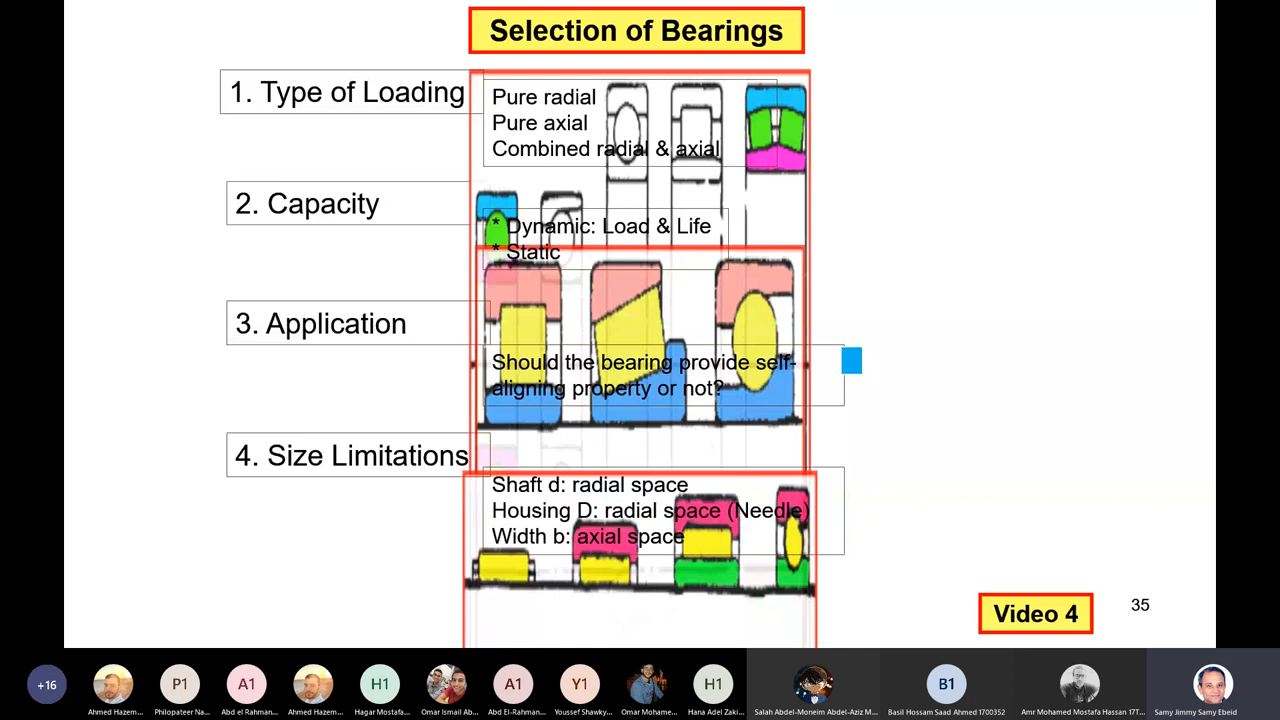 Selection of Bearings
1. Type of Loading
Pure radial
Pure axial
Combined radial & axial
2. Capacity
* Dynamic: Load & Life
* Static
3. Application
Should the bearing provide self-
aligning property or not?
4. Size Limitations
Shaft d: radial space
Housing D: radial space (Needle)
Width b: axial space
Video 4
35
+16
P1
A1
H1
A1
Y1
H1
B1
Ahmed Hazem...
Philopateer Na...
Abd el Rahman...
Ahmed Hazem...
Hagar Mostafa...
Omar Ismail Ab...
Abd El-Rahman...
Youssef Shawky...
Omar Mohame...
Hana Adel Zaki...
Salah Abdel-Moneim Abdel-Aziz M...
Basil Hossam Saad Ahmed 1700352
Amr Mohamed Mostafa Hassan 17T...
Samy Jimmy Samy Ebeid